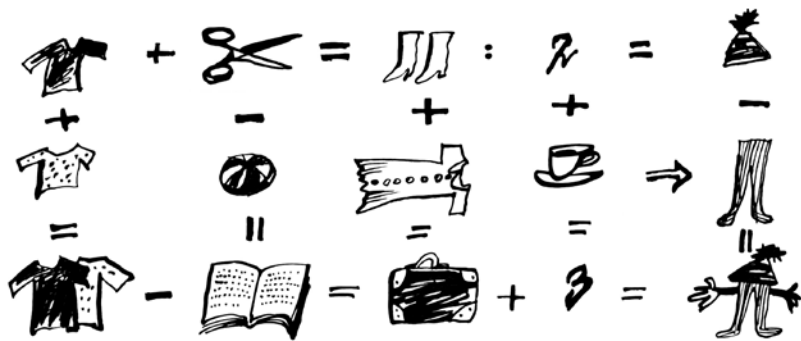 + = : 2 =
+ - + + -
→
= = = = =
- = + 3 =